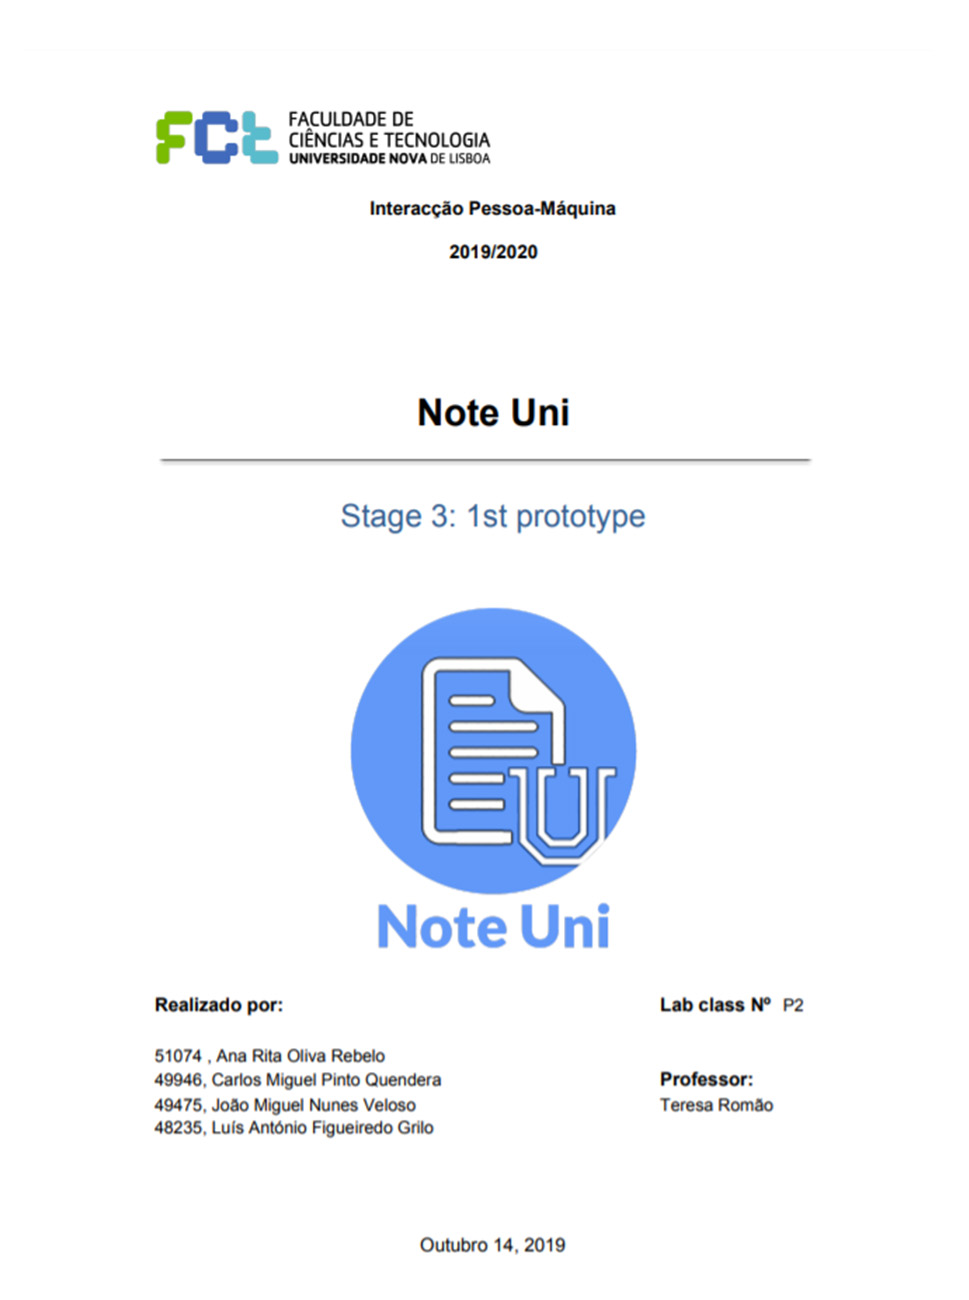 FCt
FACULDADE DE
CIÊNCIAS E TECNOLOGIA
UNIVERSIDADE NOVA DE LISBOA
Interacção Pessoa-Máquina
2019/2020
Note Uni
Stage 3: 1st prototype
U
Note Uni
Realizado por:
Lab class Nº P2
51074 , Ana Rita Oliva Rebelo
49946, Carlos Miguel Pinto Quendera
49475, João Miguel Nunes Veloso
48235, Luís António Figueiredo Grilo
Professor:
Teresa Romão
Outubro 14, 2019